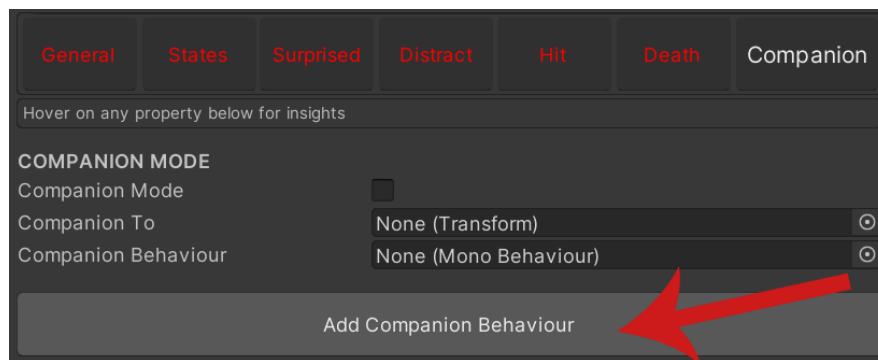 General States Surprised Distract Hit Death Companion
Hover on any property below for insights
COMPANION MODE
Companion Mode
Companion To None (Transform)
Companion Behaviour None (Mono Behaviour)
Add Companion Behaviour